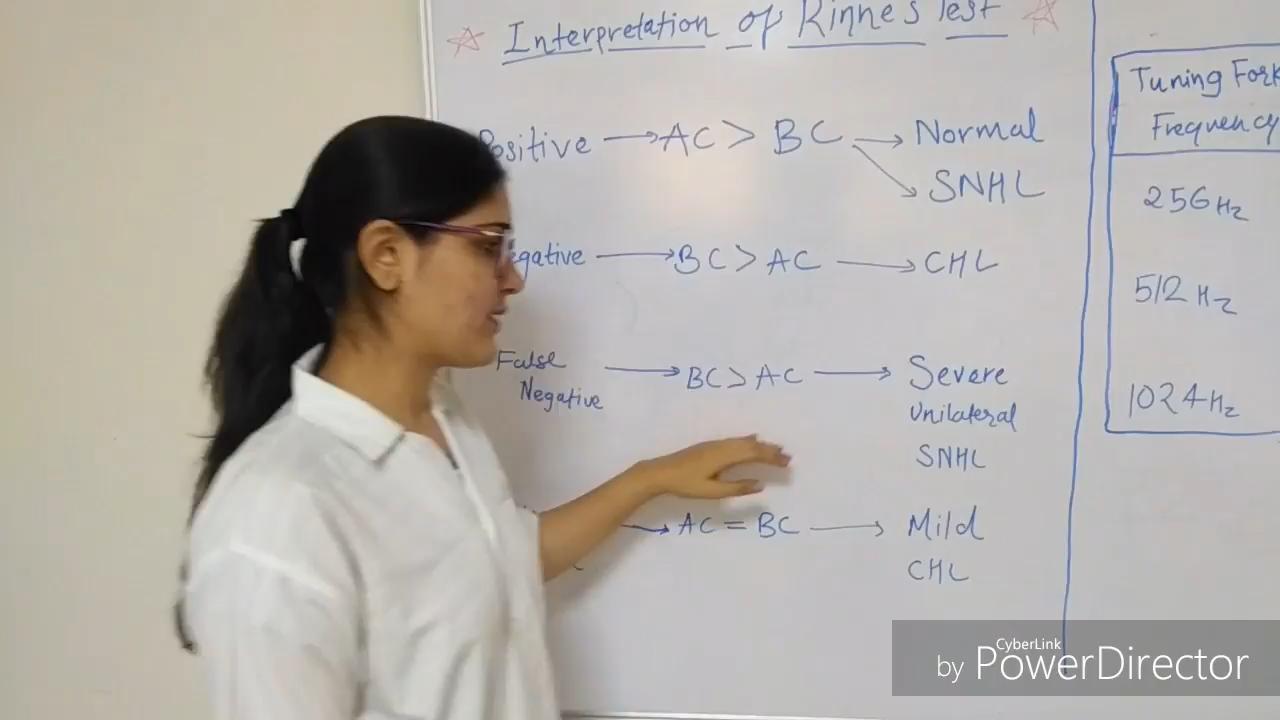 Interpretation of Rinne's Test
Positive → AC > BC → Normal
→ SNHL
Negative → BC > AC → CHL
False Negative → BC > AC → Severe Unilateral SNHL
→ AC = BC → Mild CHL
Tuning Fork
Frequency
256 Hz
512 Hz
1024 Hz
CyberLink
by PowerDirector